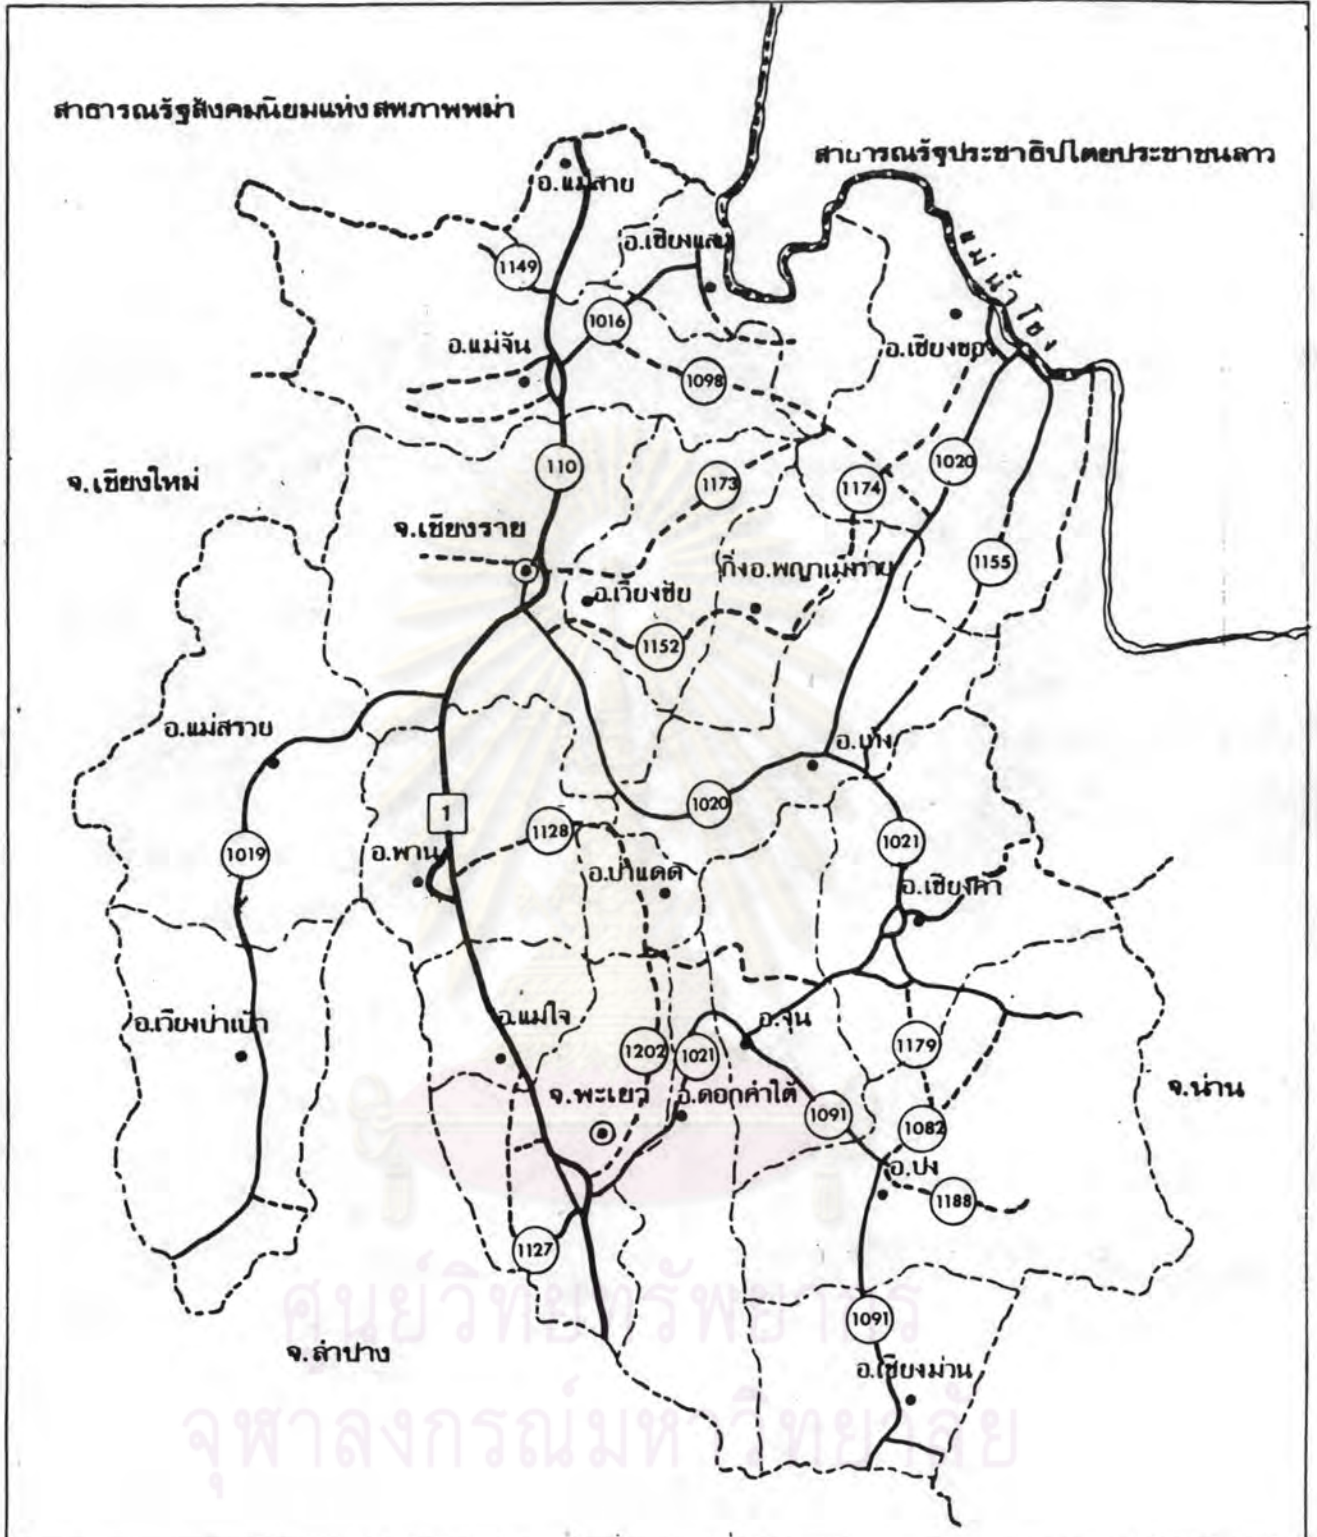 สาธารณรัฐสังคมนิยมแห่งสหภาพพม่า
สาธารณรัฐประชาธิปไตยประชาชนลาว
อ.แม่สาย
อ.เชียงแสน
แม่น้ำโขง
1149
1016
อ.แม่จัน
อ.เชียงของ
1098
110
1173
1174
1020
จ.เชียงใหม่
จ.เชียงราย
กิ่งอ.พญาเม็งราย
1155
อ.เวียงชัย
1152
อ.แม่สรวย
อ.เทิง
1
1020
1128
1019
อ.พาน
1021
อ.ป่าแดด
อ.เชียงคำ
อ.เวียงป่าเป้า
อ.แม่ใจ
อ.จุน
1202
1021
1179
จ.พะเยา
อ.ดอกคำใต้
1091
1082
จ.น่าน
อ.ปง
1188
1127
ศูนย์วิทยทรัพยากร
1091
จ.ลำปาง
อ.เชียงม่วน
จุฬาลงกรณ์มหาวิทยาลัย